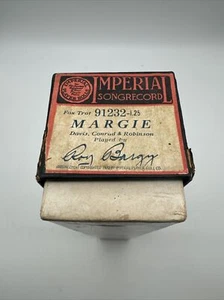 IMPERIAL
SONGRECORD
Fox Trot 91232-1.25
MARGIE
Davis, Conrad & Robinson
Played by
Roy Bargy